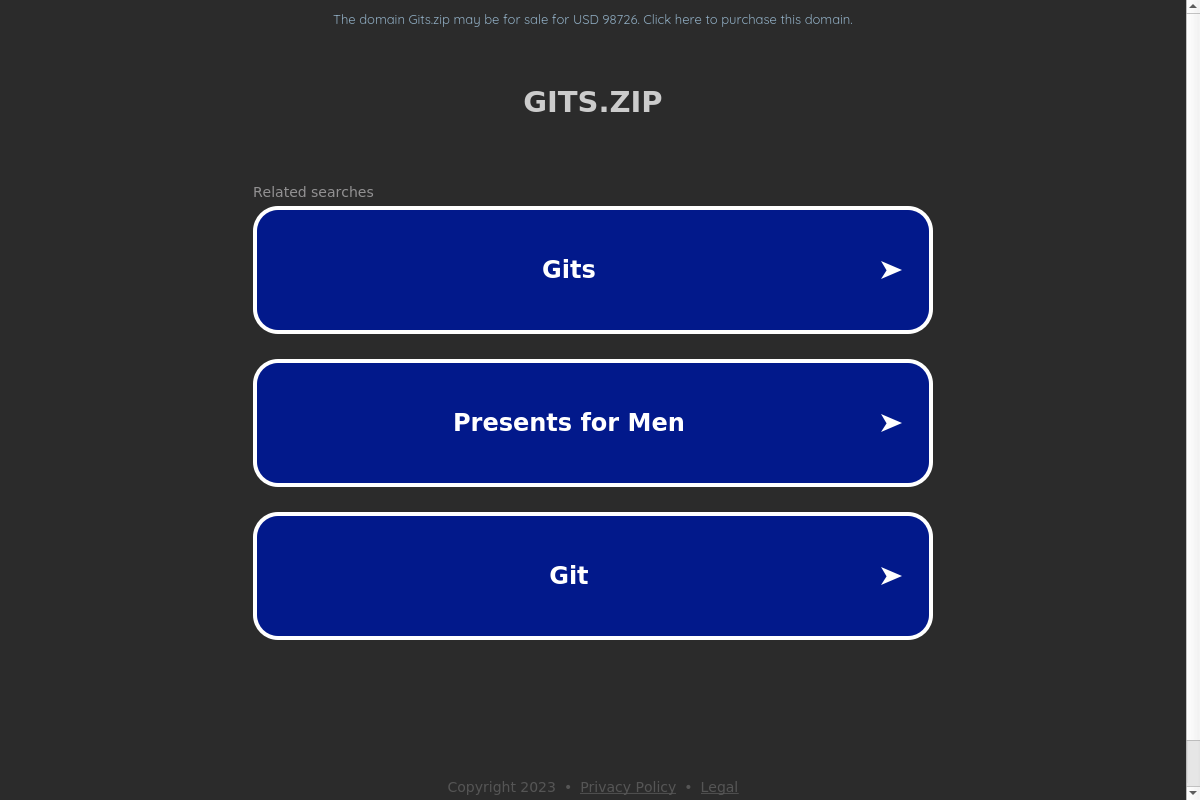 The domain Gits.zip may be for sale for USD 98726. Click here to purchase this domain.
GITS.ZIP
Related searches
Gits
Presents for Men
Git
Copyright 2023 • Privacy Policy • Legal